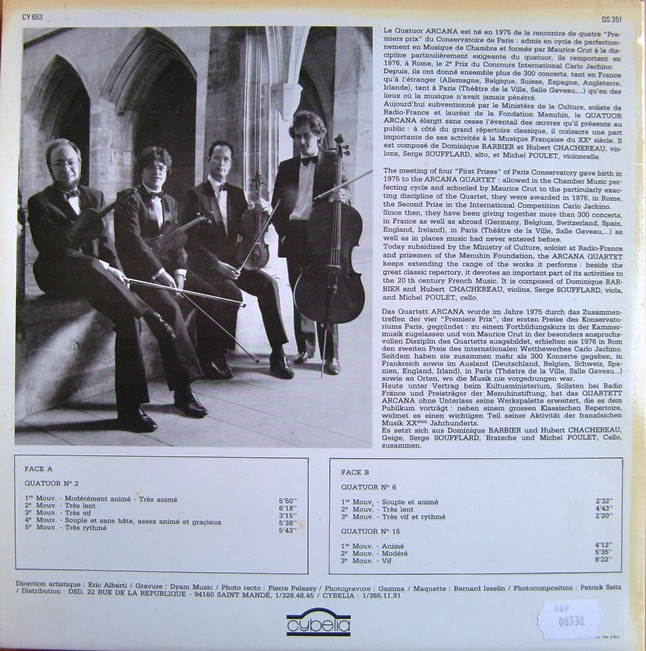 CY 653
DS 351
Le Quatuor ARCANA est né en 1975 de la rencontre de quatre "Pre-
miers prix" du Conservatoire de Paris : admis en cycle de perfection-
nement en Musique de Chambre et formés par Maurice Crut à la dis-
cipline particulièrement exigeante du quatuor, ils remportent en
1976, à Rome, le 2e Prix du Concours International Carlo Jachino.
Depuis, ils ont donné ensemble plus de 300 concerts, tant en France
qu'à l'étranger (Allemagne, Belgique, Suisse, Espagne, Angleterre,
Irlande), tant à Paris (Théâtre de la Ville, Salle Gaveau,...) qu'en des
lieux où la musique n'avait jamais pénétré.
Aujourd'hui subventionné par le Ministère de la Culture, soliste de
Radio-France et lauréat de la Fondation Menuhin, le QUATUOR
ARCANA élargit sans cesse l'éventail des œuvres qu'il présente au
public : à côté du grand répertoire classique, il consacre une part
importante de ses activités à la Musique Française du XXe siècle. Il
est composé de Dominique BARBIER et Hubert CHACHEREAU, vio-
lons, Serge SOUFFLARD, alto, et Michel POULET, violoncelle.
The meeting of four "First Prizes" of Paris Conservatory gave birth in
1975 to the ARCANA QUARTET : allowed in the Chamber Music per-
fecting cycle and schooled by Maurice Crut to the particularly exac-
ting discipline of the Quartet, they were awarded in 1976, in Rome,
the Second Prize in the International Competition Carlo Jachino.
Since then, they have been giving together more than 300 concerts,
in France as well as abroad (Germany, Belgium, Switzerland, Spain,
England, Ireland), in Paris (Théâtre de la Ville, Salle Gaveau,...) as
well as in places music had never entered before.
Today subsidized by the Ministry of Culture, soloist at Radio-France
and prizemen of the Menuhin Foundation, the ARCANA QUARTET
keeps extending the range of the works it performs : beside the
great classic repertory, it devotes an important part of its activities to
the 20 th century French Music. It is composed of Dominique BAR-
BIER and Hubert CHACHEREAU, violins, Serge SOUFFLARD, viola,
and Michel POULET, cello.
Das Quartett ARCANA wurde im Jahre 1975 durch das Zusammen-
treffen der vier "Premiers Prix", der ersten Preise des Konservato-
riums Paris, gegründet : zu einem Fortbildungskurs in der Kammer-
musik zugelassen und von Maurice Crut in der besonders anspruchs-
vollen Disziplin des Quartetts ausgebildet, erhielten sie 1976 in Rom
den zweiten Preis des internationalen Wettbewerbes Carlo Jachino.
Seitdem haben sie zusammen mehr als 300 Konzerte gegeben, in
Frankreich sowie im Ausland (Deutschland, Belgien, Schweiz, Spa-
nien, England, Irland), in Paris (Théatre de la Ville, Salle Gaveau...)
sowie an Orten, wo die Musik nie vorgedrungen war.
Heute unter Vertrag beim Kultusministerium, Solisten bei Radio
France und Preisträger der Menuhinstiftung, hat das QUARTETT
ARCANA ohne Unterlass seine Werkspalette erweitert, die es dem
Publikum vorträgt : neben einem grossen Klassischen Repertoire,
widmet es einen wichtigen Teil seiner Aktivität der französischen
Musik XXsten Jahrhunderts.
Es setzt sich aus Dominique BARBIER und Hubert CHACHEREAU,
Geige, Serge SOUFFLARD, Bratsche und Michel POULET, Cello,
zusammen.
FACE A
QUATUOR No 2
1er Mouv. - Modérément animé - Très animé 5'50''
2e Mouv. - Très lent 6'18''
3e Mouv. - Très vif 3'15''
4e Mouv. - Souple et sans hâte, assez animé et gracieux 5'38''
5e Mouv. - Très rythmé 5'43''
FACE B
QUATUOR No 6
1er Mouv. - Souple et animé 2'32''
2e Mouv. - Très lent 4'43''
3e Mouv. - Très vif et rythmé 2'20''
QUATUOR No 15
1er Mouv. - Animé 4'12''
2e Mouv. - Modéré 5'35''
3e Mouv. - Vif 8'22''
Direction artistique : Eric Alberti / Gravure : Dyam Music / Photo recto : Pierre Pelassy / Photogravure : Gamma / Maquette : Bernard Isselin / Photocomposition : Patrick Seitz
/ Distribution : DSD, 22 RUE DE LA REPUBLIQUE - 94160 SAINT MANDÉ, 1/328.48.45 / CYBELIA : 1/365.11.91
cybelia
06530